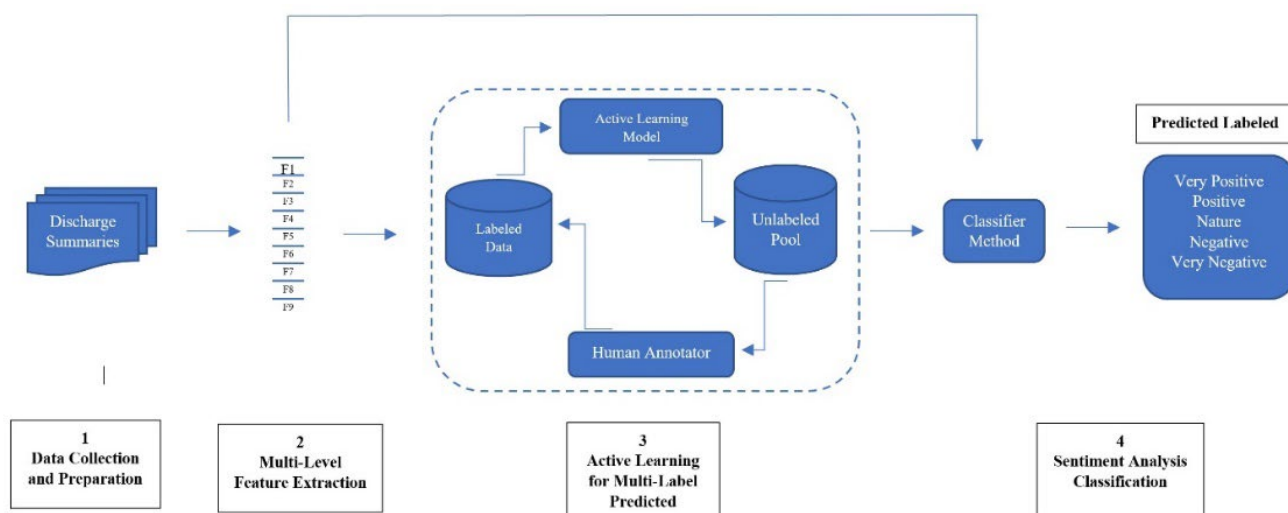 Discharge
Summaries
F1
F2
F3
F4
F5
F6
F7
F8
F9
Active Learning
Model
Labeled
Data
Unlabeled
Pool
Human Annotator
Classifier
Method
Predicted Labeled
Very Positive
Positive
Nature
Negative
Very Negative
1
Data Collection
and Preparation
2
Multi-Level
Feature Extraction
3
Active Learning
for Multi-Label
Predicted
4
Sentiment Analysis
Classification